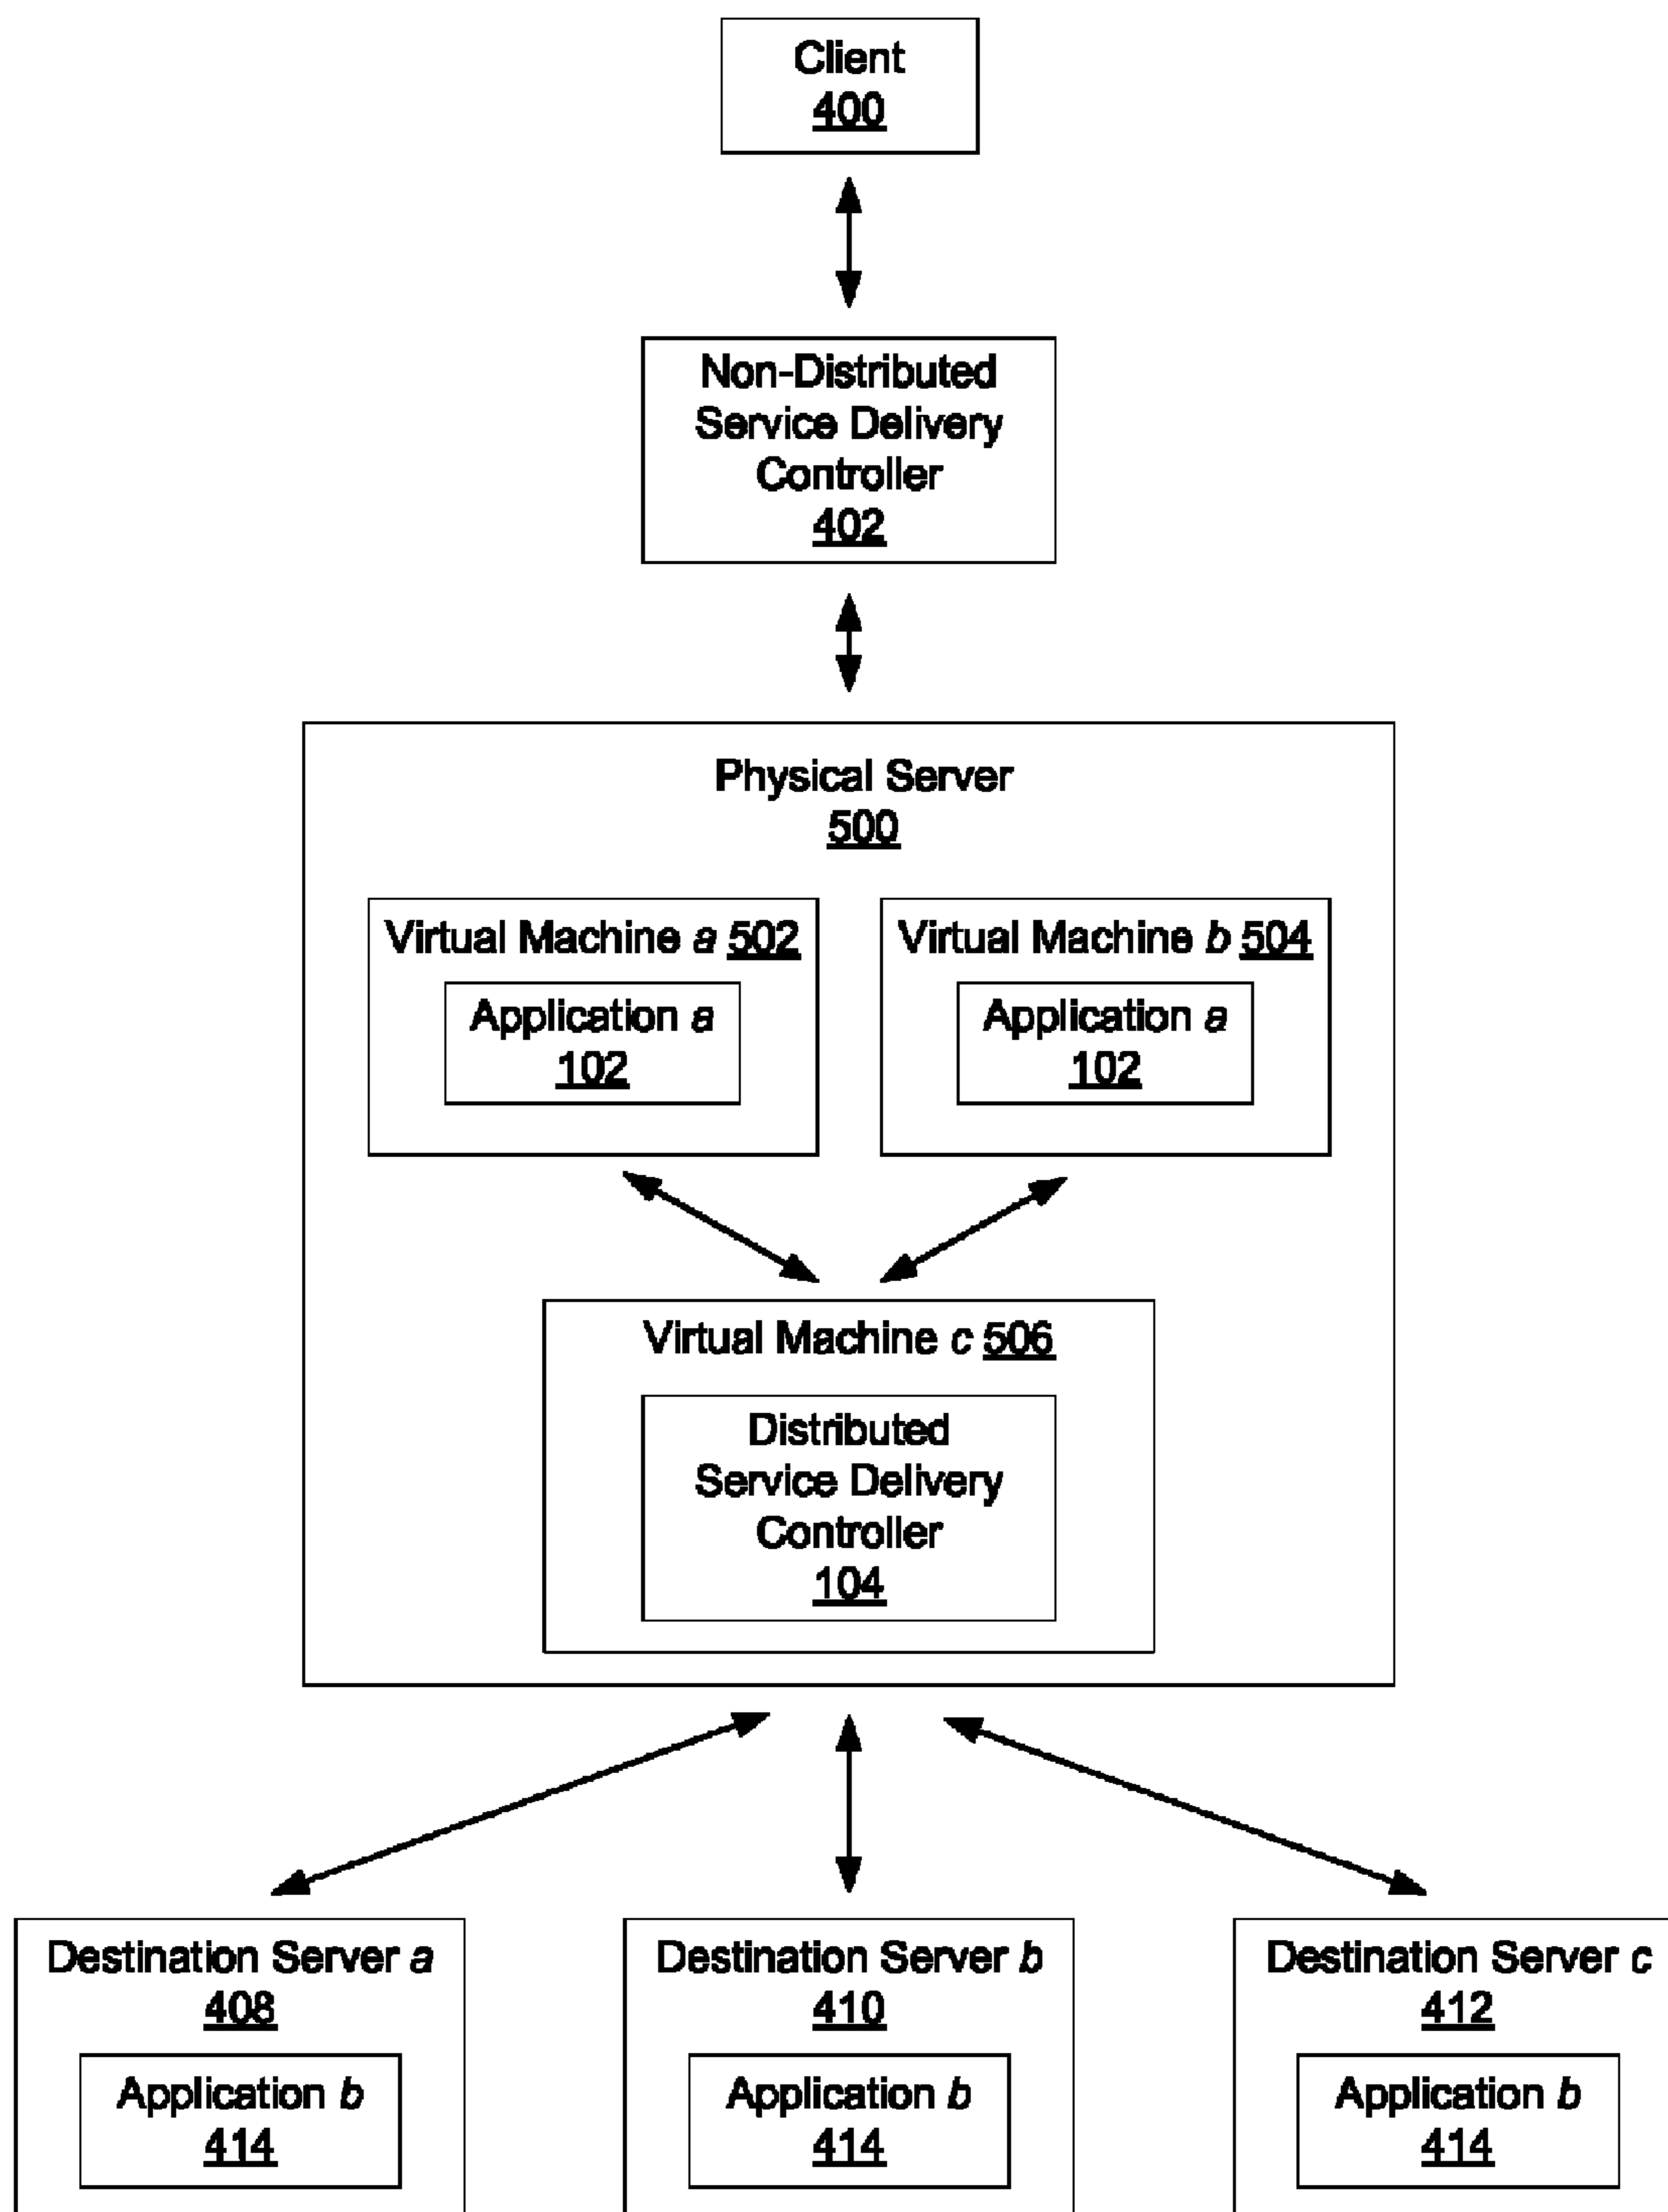 Client
400
Non-Distributed
Service Delivery
Controller
402
Physical Server
500
Virtual Machine a 502
Application a
102
Virtual Machine b 504
Application a
102
Virtual Machine c 506
Distributed
Service Delivery
Controller
104
Destination Server a
408
Application b
414
Destination Server b
410
Application b
414
Destination Server c
412
Application b
414